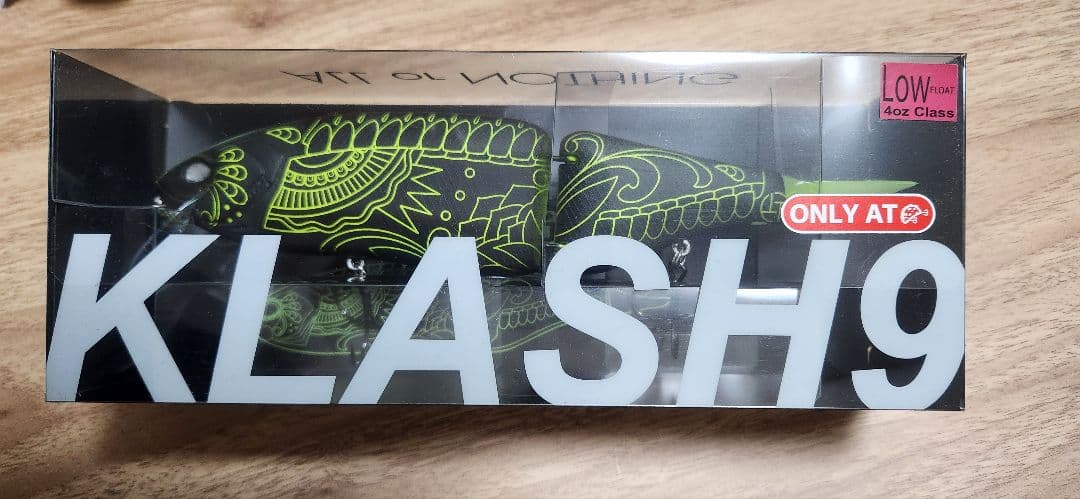 ALL or NOTHING
LOW FLOAT
4oz Class
ONLY AT
KLASH9